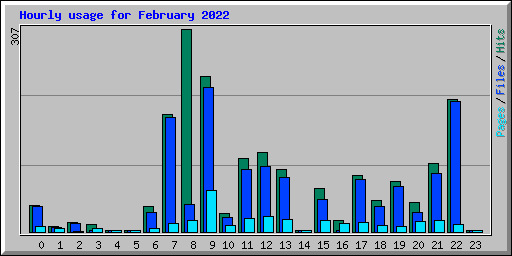 Hourly usage for February 2022
307
Pages / Files / Hits
0 1 2 3 4 5 6 7 8 9 10 11 12 13 14 15 16 17 18 19 20 21 22 23